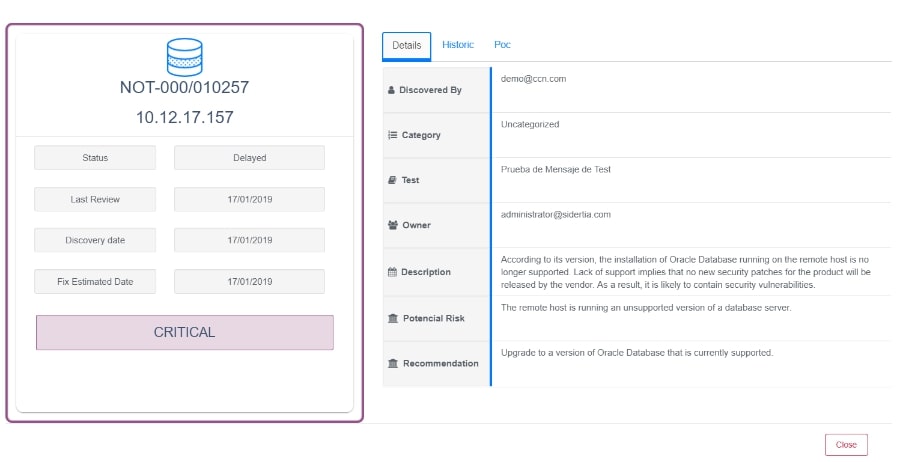 NOT-000/010257
10.12.17.157
Status Delayed
Last Review 17/01/2019
Discovery date 17/01/2019
Fix Estimated Date 17/01/2019
CRITICAL
Details Historic Poc
Discovered By demo@ccn.com
Category Uncategorized
Test Prueba de Mensaje de Test
Owner administrator@sidertia.com
Description
According to its version, the installation of Oracle Database running on the remote host is no
longer supported. Lack of support implies that no new security patches for the product will be
released by the vendor. As a result, it is likely to contain security vulnerabilities.
Potencial Risk The remote host is running an unsupported version of a database server.
Recommendation Upgrade to a version of Oracle Database that is currently supported.
Close